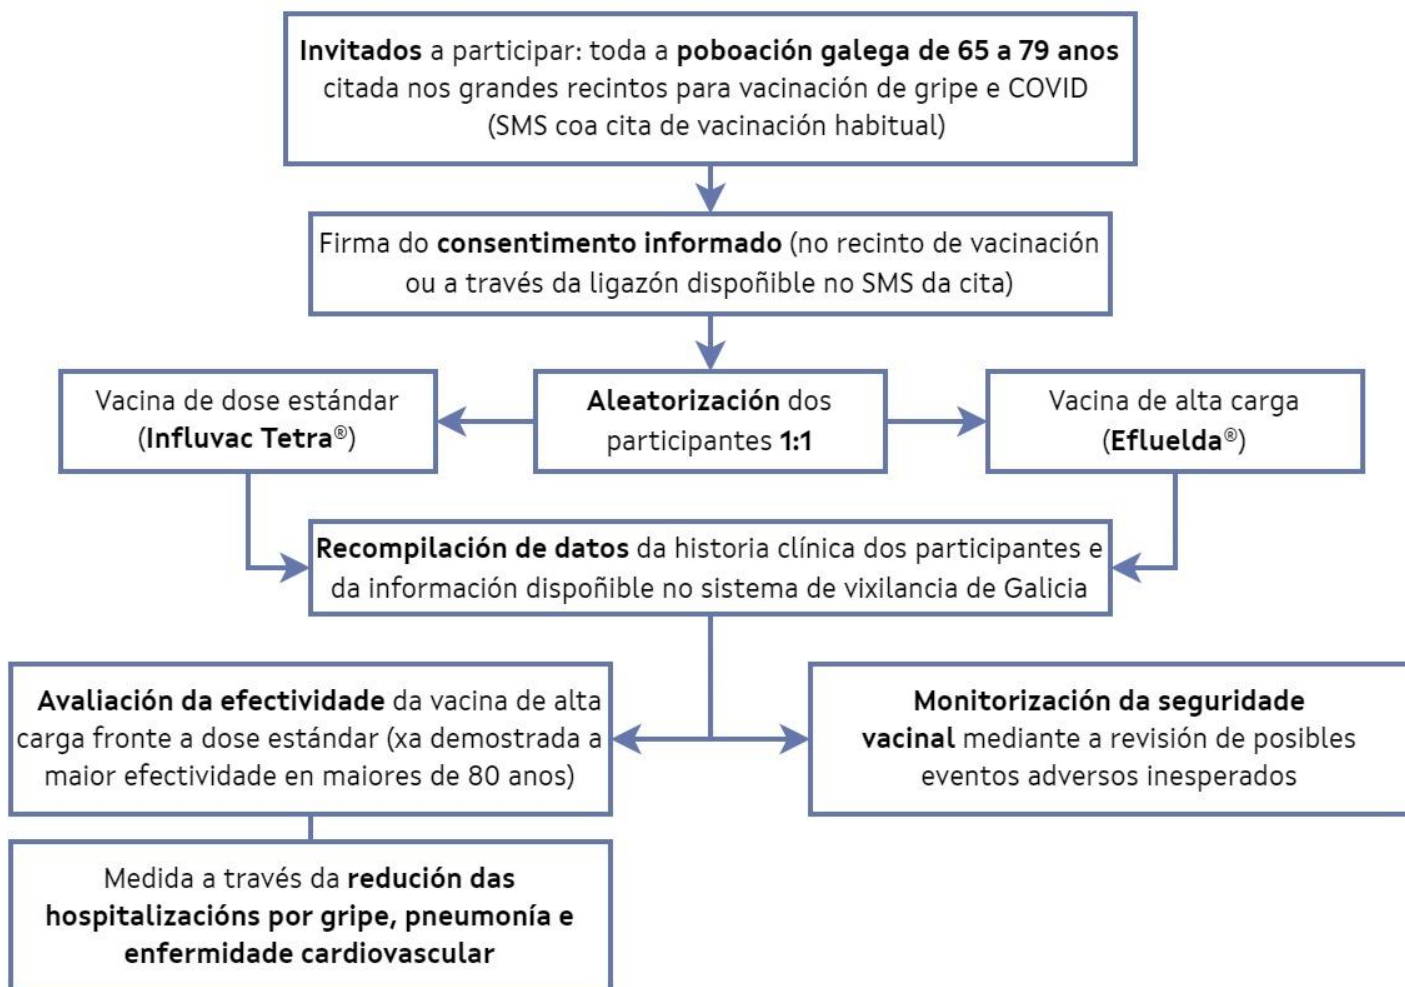 Invitados a participar: toda a poboación galega de 65 a 79 anos
citada nos grandes recintos para vacinación de gripe e COVID
(SMS coa cita de vacinación habitual)
Firma do consentimento informado (no recinto de vacinación
ou a través da ligazón dispoñible no SMS da cita)
Vacina de dose estándar
(Influvac Tetra®)
Aleatorización dos
participantes 1:1
Vacina de alta carga
(Efluelda®)
Recompilación de datos da historia clínica dos participantes e
da información dispoñible no sistema de vixilancia de Galicia
Avaliación da efectividade da vacina de alta
carga fronte a dose estándar (xa demostrada a
maior efectividade en maiores de 80 anos)
Monitorización da seguridade
vacinal mediante a revisión de posibles
eventos adversos inesperados
Medida a través da redución das
hospitalizacións por gripe, pneumonía e
enfermidade cardiovascular